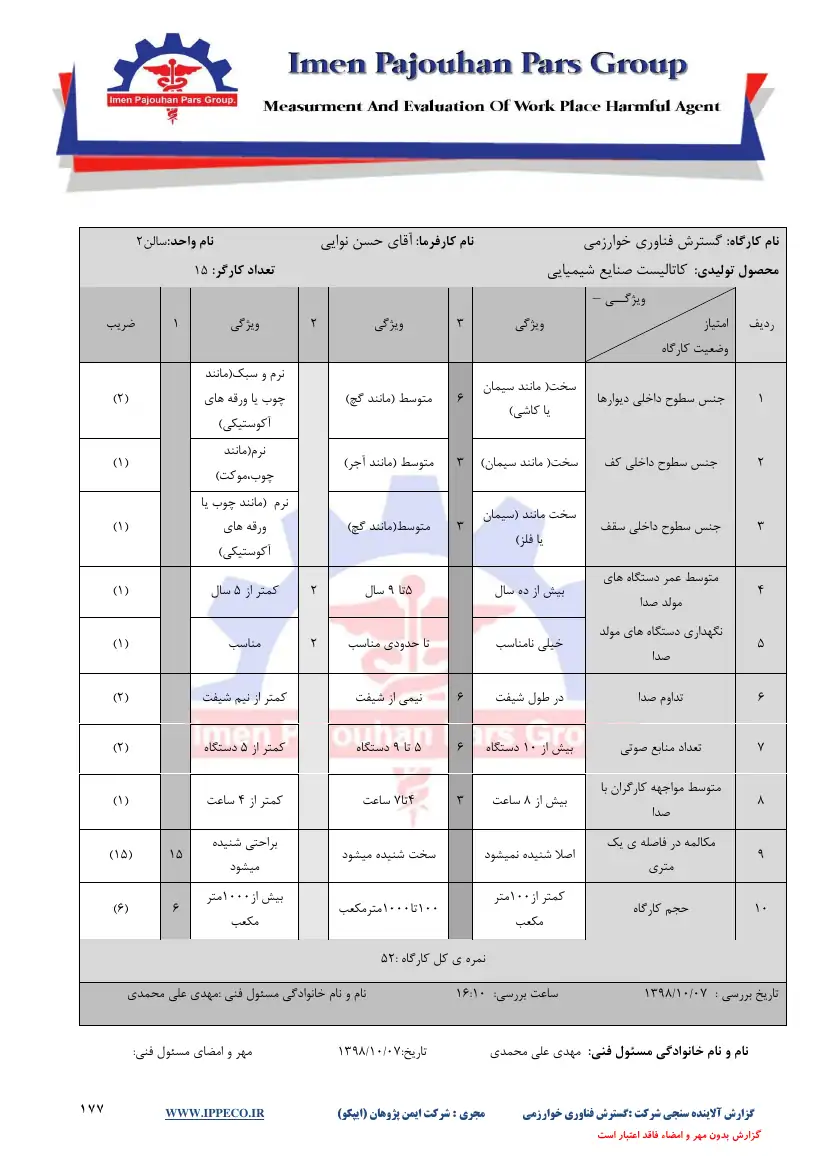 Imen Pajouhan Pars Group
Imen Pajouhan Pars Group.
Measurment And Evaluation Of Work Place Harmful Agent
نام کارگاه: گسترش فناوری خوارزمی نام کارفرما: آقای حسن نوایی نام واحد:سالن۲
محصول تولیدی: کاتالیست صنایع شیمیایی تعداد کارگر: ۱۵
ردیف ویژگـــی – امتیاز وضعیت کارگاه ویژگی ۳ ویژگی ۲ ویژگی ۱ ضریب
۱ جنس سطوح داخلی دیوارها سخت( مانند سیمان یا کاشی) ۶ متوسط (مانند گچ) نرم و سبک(مانند چوب یا ورقه های آکوستیکی) (۲)
۲ جنس سطوح داخلی کف سخت( مانند سیمان) ۳ متوسط (مانند آجر) نرم(مانند چوب،موکت) (۱)
۳ جنس سطوح داخلی سقف سخت مانند (سیمان یا فلز) ۳ متوسط(مانند گچ) نرم (مانند چوب یا ورقه های آکوستیکی) (۱)
۴ متوسط عمر دستگاه های مولد صدا بیش از ده سال ۵تا ۹ سال ۲ کمتر از ۵ سال (۱)
۵ نگهداری دستگاه های مولد صدا خیلی نامناسب تا حدودی مناسب ۲ مناسب (۱)
۶ تداوم صدا در طول شیفت ۶ نیمی از شیفت کمتر از نیم شیفت (۲)
۷ تعداد منابع صوتی بیش از ۱۰ دستگاه ۶ ۵ تا ۹ دستگاه کمتر از ۵ دستگاه (۲)
۸ متوسط مواجهه کارگران با صدا بیش از ۸ ساعت ۳ ۴تا۷ ساعت کمتر از ۴ ساعت (۱)
۹ مکالمه در فاصله ی یک متری اصلا شنیده نمیشود سخت شنیده میشود براحتی شنیده میشود ۱۵ (۱۵)
۱۰ حجم کارگاه کمتر از۱۰۰متر مکعب ۱۰۰تا۱۰۰۰مترمکعب بیش از۱۰۰۰متر مکعب ۶ (۶)
Imen Pajouhan Pars Gro
نمره ی کل کارگاه :۵۲
تاریخ بررسی : ۱۳۹۸/۱۰/۰۷ ساعت بررسی: ۱۶:۱۰ نام و نام خانوادگی مسئول فنی :مهدی علی محمدی
نام و نام خانوادگی مسئول فنی: مهدی علی محمدی تاریخ:۱۳۹۸/۱۰/۰۷ مهر و امضای مسئول فنی:
گزارش آلاینده سنجی شرکت :گسترش فناوری خوارزمی مجری : شرکت ایمن پژوهان (ایپکو) WWW.IPPECO.IR ۱۷۷
گزارش بدون مهر و امضاء فاقد اعتبار است